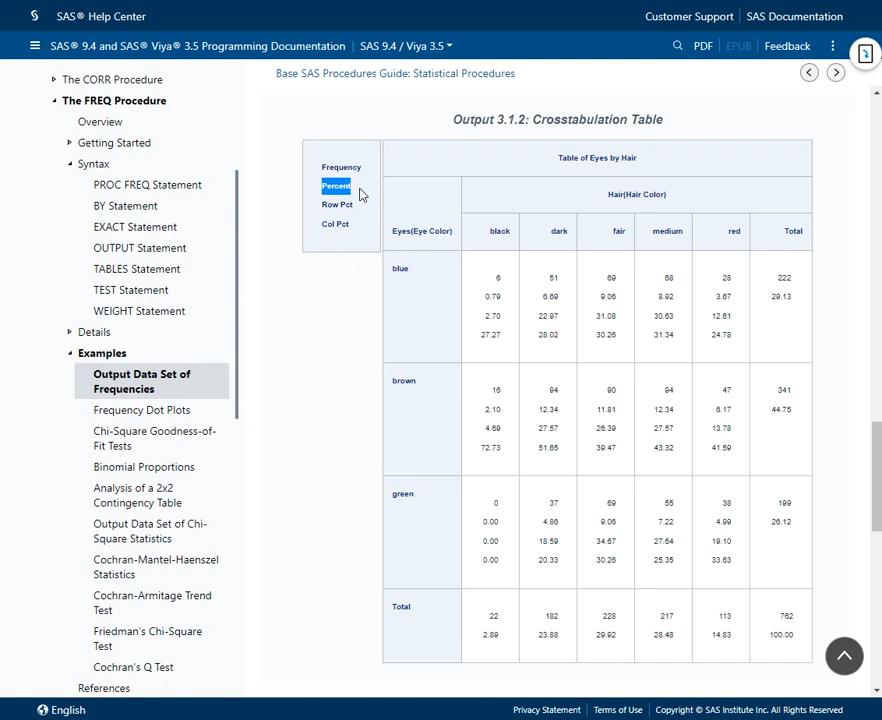 SAS® Help Center
Customer Support
SAS Documentation
SAS® 9.4 and SAS® Viya® 3.5 Programming Documentation
SAS 9.4 / Viya 3.5
PDF
EPUB
Feedback
The CORR Procedure
The FREQ Procedure
Overview
Getting Started
Syntax
PROC FREQ Statement
BY Statement
EXACT Statement
OUTPUT Statement
TABLES Statement
TEST Statement
WEIGHT Statement
Details
Examples
Output Data Set of
Frequencies
Frequency Dot Plots
Chi-Square Goodness-of-
Fit Tests
Binomial Proportions
Analysis of a 2x2
Contingency Table
Output Data Set of Chi-
Square Statistics
Cochran-Mantel-Haenszel
Statistics
Cochran-Armitage Trend
Test
Friedman's Chi-Square
Test
Cochran's Q Test
References
Base SAS Procedures Guide: Statistical Procedures
Output 3.1.2: Crosstabulation Table
Frequency
Percent
Row Pct
Col Pct
Table of Eyes by Hair
Hair(Hair Color)
Eyes(Eye Color) black dark fair medium red Total
blue
6 51 69 68 28 222
0.79 6.69 9.06 8.92 3.67 29.13
2.70 22.97 31.08 30.63 12.61
27.27 28.02 30.26 31.34 24.78
brown
16 94 90 94 47 341
2.10 12.34 11.81 12.34 6.17 44.75
4.69 27.57 26.39 27.57 13.78
72.73 51.65 39.47 43.32 41.59
green
0 37 69 55 38 199
0.00 4.86 9.06 7.22 4.99 26.12
0.00 18.59 34.67 27.64 19.10
0.00 20.33 30.26 25.35 33.63
Total
22 182 228 217 113 762
2.89 23.88 29.92 28.48 14.83 100.00
English
Privacy Statement
Terms of Use
Copyright © SAS Institute Inc. All Rights Reserved